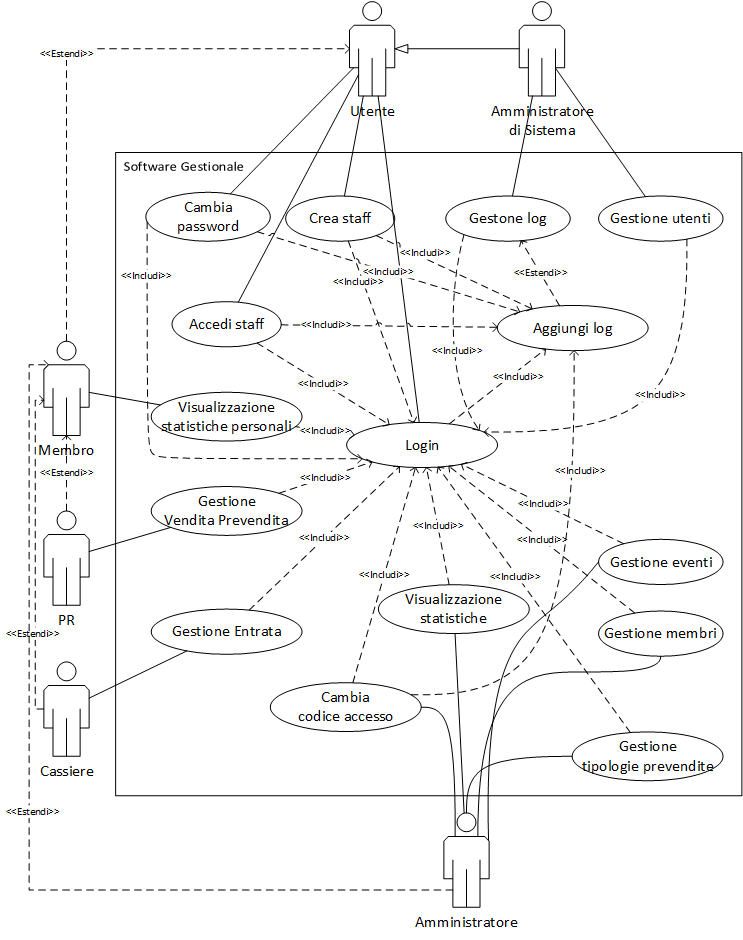 <<Estendi>>
Utente
Amministratore
di Sistema
Software Gestionale
Cambia
password
Crea staff
Gestone log
Gestione utenti
<<Includi>>
<<Includi>>
<<Includi>>
<<Includi>>
<<Estendi>>
Accedi staff
<<Includi>>
Aggiungi log
<<Includi>>
<<Includi>>
<<Includi>>
<<Includi>>
Visualizzazione
statistiche personali
<<Includi>>
Login
Membro
<<Estendi>>
<<Includi>>
<<Includi>>
Gestione
Vendita Prevendita
<<Includi>>
<<Includi>>
<<Includi>>
<<Includi>>
Gestione eventi
PR
<<Includi>>
<<Includi>>
Visualizzazione
statistiche
<<Estendi>>
Gestione Entrata
Gestione membri
Cambia
codice accesso
Cassiere
Gestione
tipologie prevendite
<<Estendi>>
Amministratore